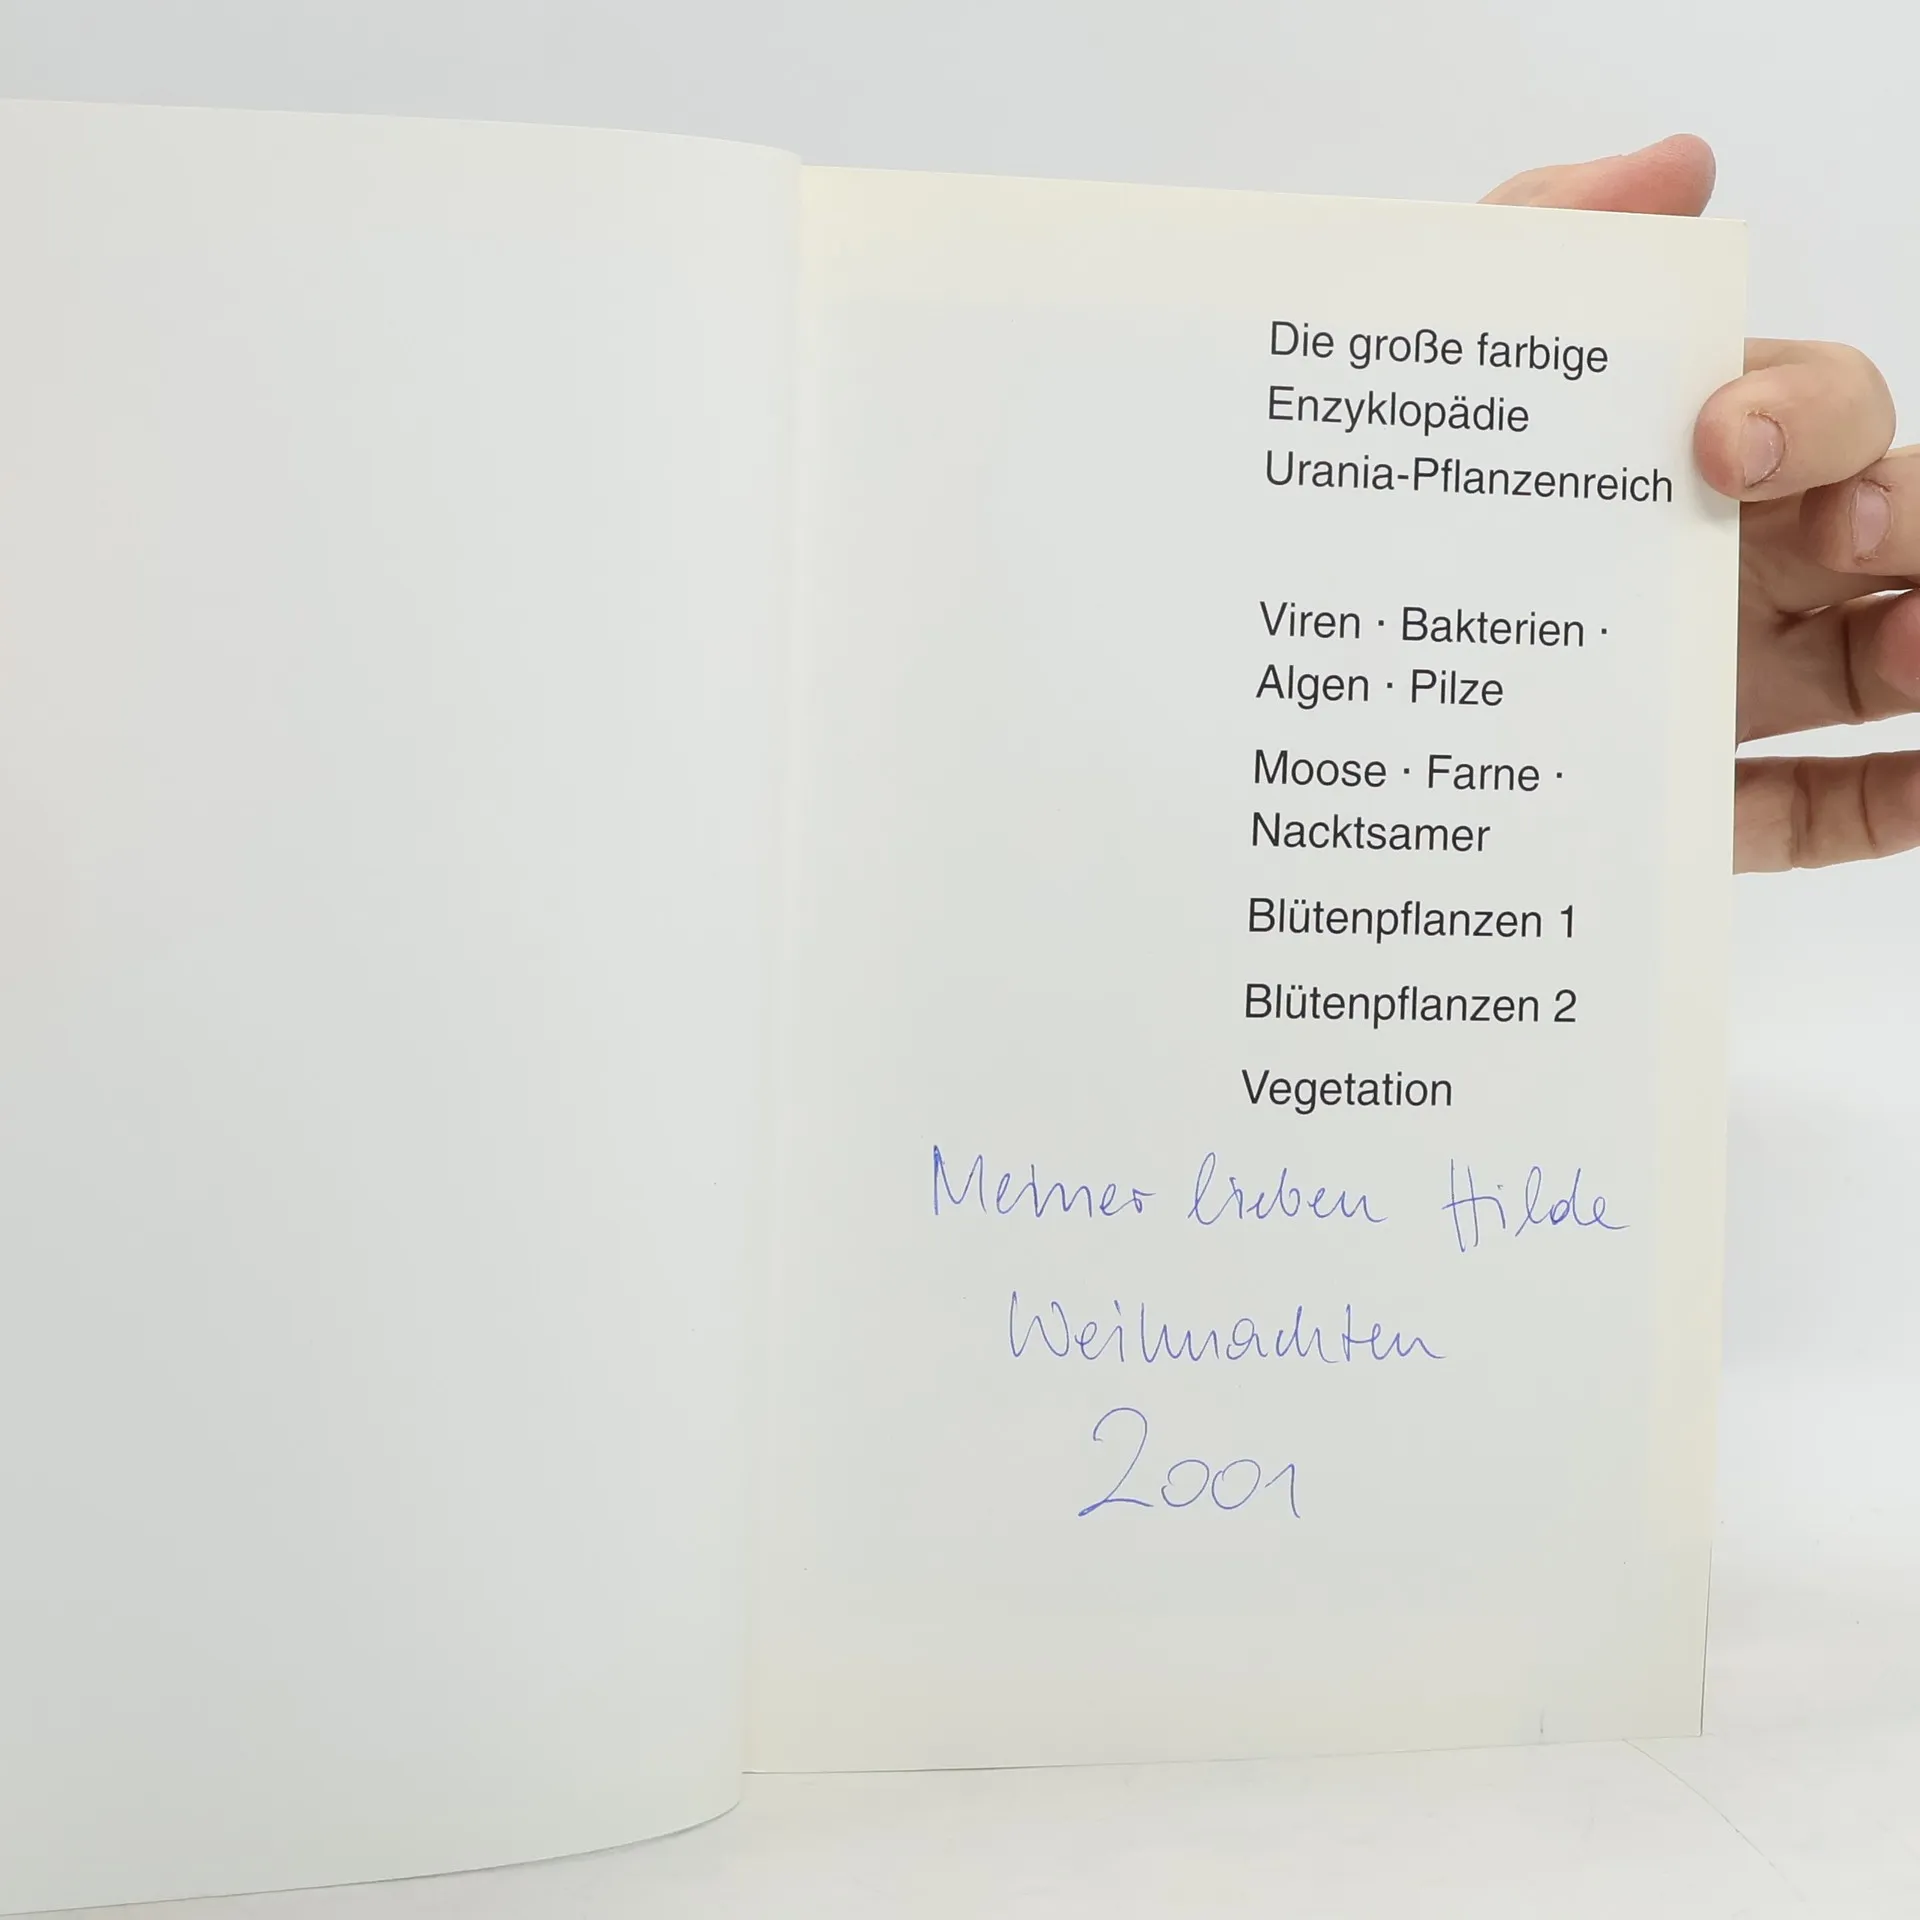 Die große farbige
Enzyklopädie
Urania-Pflanzenreich
Viren · Bakterien ·
Algen · Pilze
Moose · Farne ·
Nacktsamer
Blütenpflanzen 1
Blütenpflanzen 2
Vegetation
Meiner lieben Hilde
Weihnachten
2001